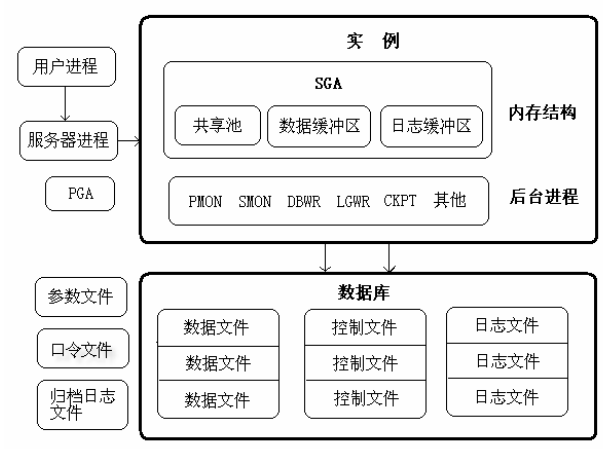 实 例
用户进程
SGA
共享池
数据缓冲区
日志缓冲区
内存结构
服务器进程
PGA
PMON SMON DBWR LGWR CKPT 其他
后台进程
参数文件
口令文件
归档日志
文件
数据库
数据文件
控制文件
日志文件
数据文件
控制文件
日志文件
数据文件
控制文件
日志文件